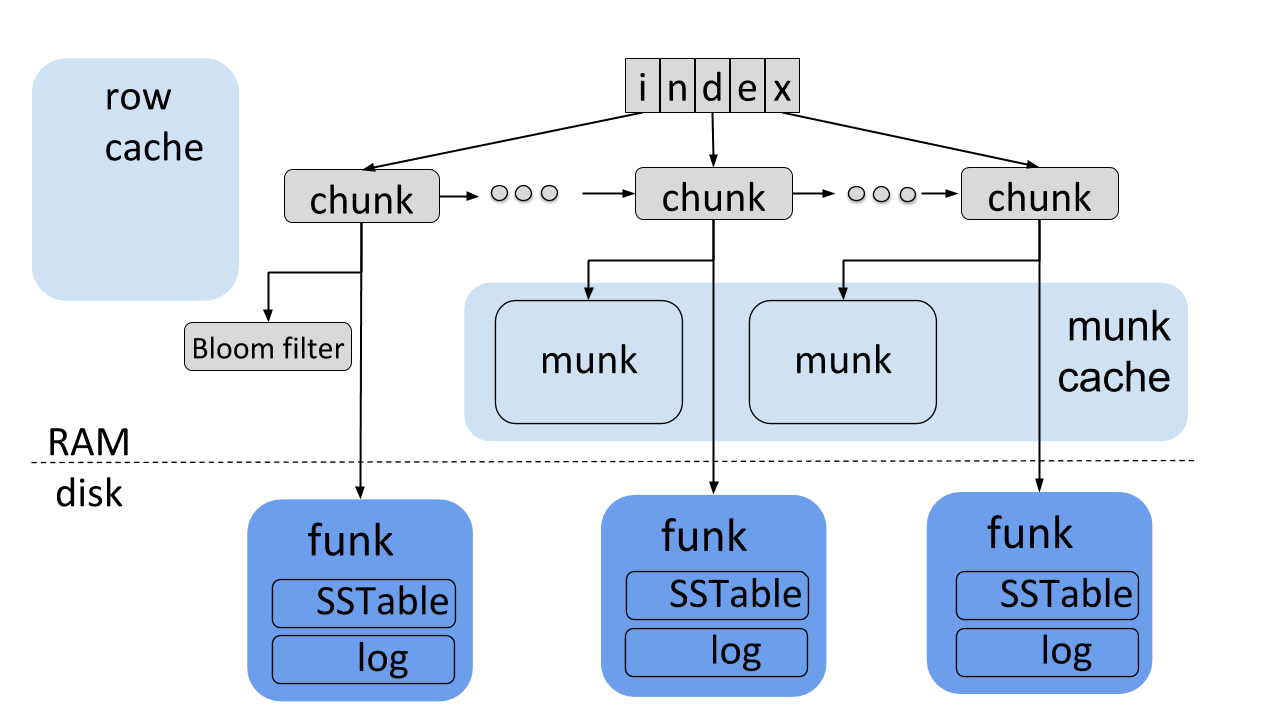 row
cache
index
chunk
chunk
chunk
Bloom filter
munk
munk
munk
cache
RAM
disk
funk
SSTable
log
funk
SSTable
log
funk
SSTable
log